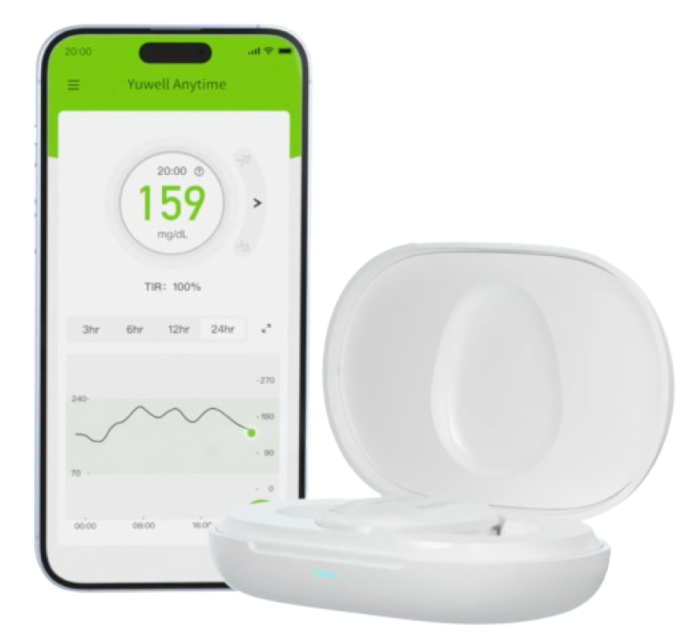 20:00
Yuwell Anytime
20:00
159
mg/dL
TIR: 100%
3hr 6hr 12hr 24hr
-270
240-
- 180
- 90
70 -
- 0
00:00 08:00 16:00